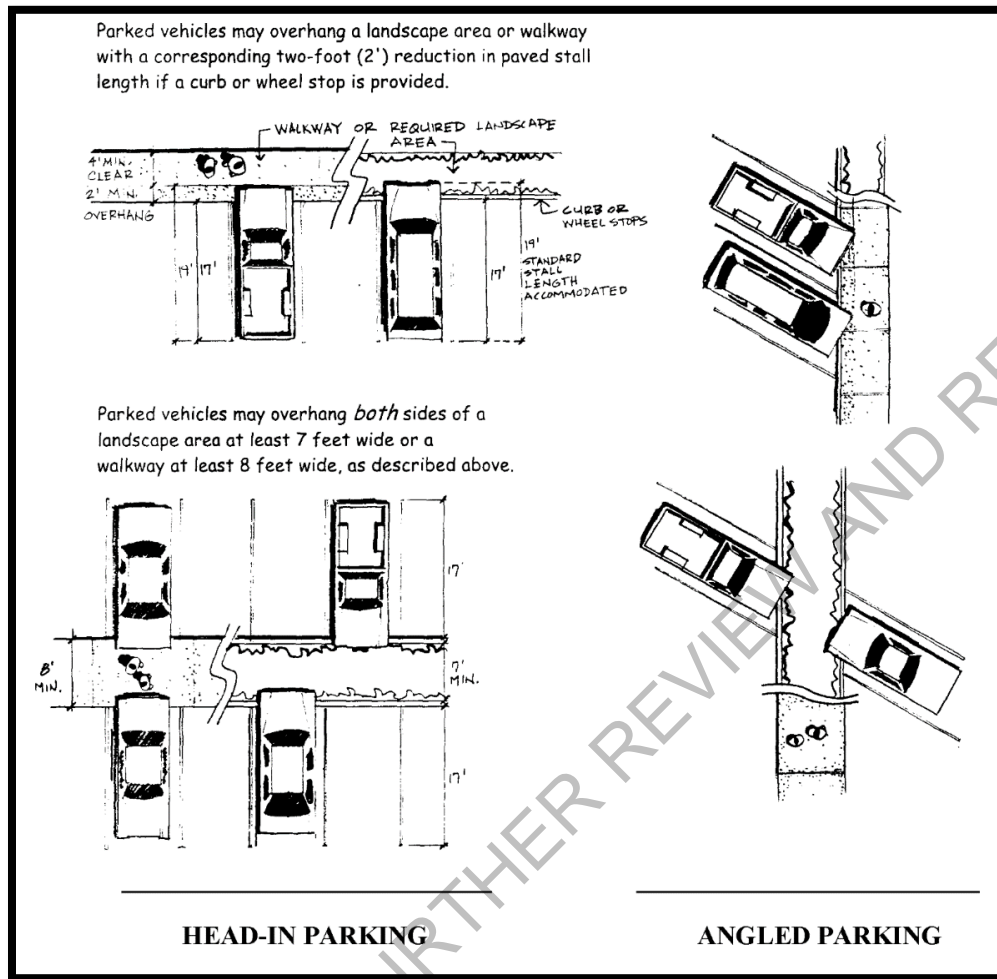 Parked vehicles may overhang a landscape area or walkway
with a corresponding two-foot (2') reduction in paved stall
length if a curb or wheel stop is provided.
WALKWAY OR REQUIRED LANDSCAPE
AREA
4' MIN.
CLEAR
2' MIN.
OVERHANG
CURB OR
WHEEL STOPS
19'
17'
17'
19'
STANDARD
STALL
LENGTH
ACCOMMODATED
Parked vehicles may overhang both sides of a
landscape area at least 7 feet wide or a
walkway at least 8 feet wide, as described above.
17'
8'
MIN.
7'
MIN.
17'
HEAD-IN PARKING
ANGLED PARKING
URTHER REVIEW AND RE